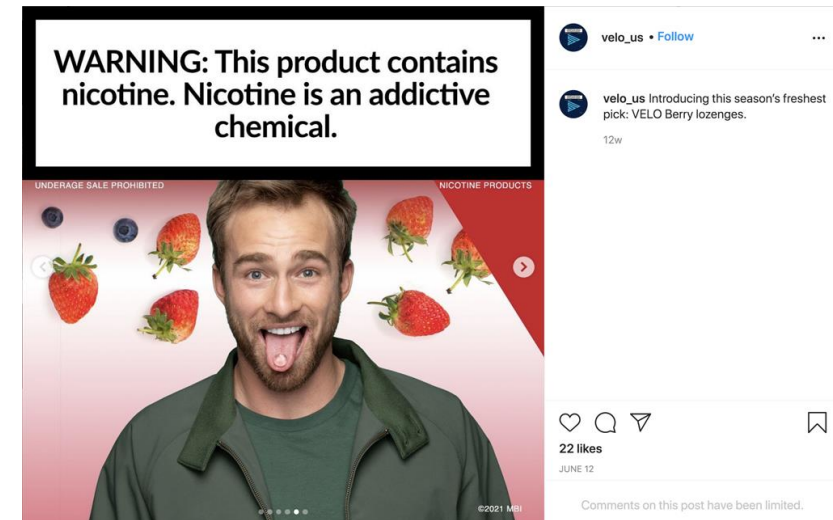 WARNING: This product contains
nicotine. Nicotine is an addictive
chemical.
UNDERAGE SALE PROHIBITED
NICOTINE PRODUCTS
©2021 MBI
velo_us • Follow
velo_us Introducing this season's freshest
pick: VELO Berry lozenges.
12w
22 likes
JUNE 12
Comments on this post have been limited.